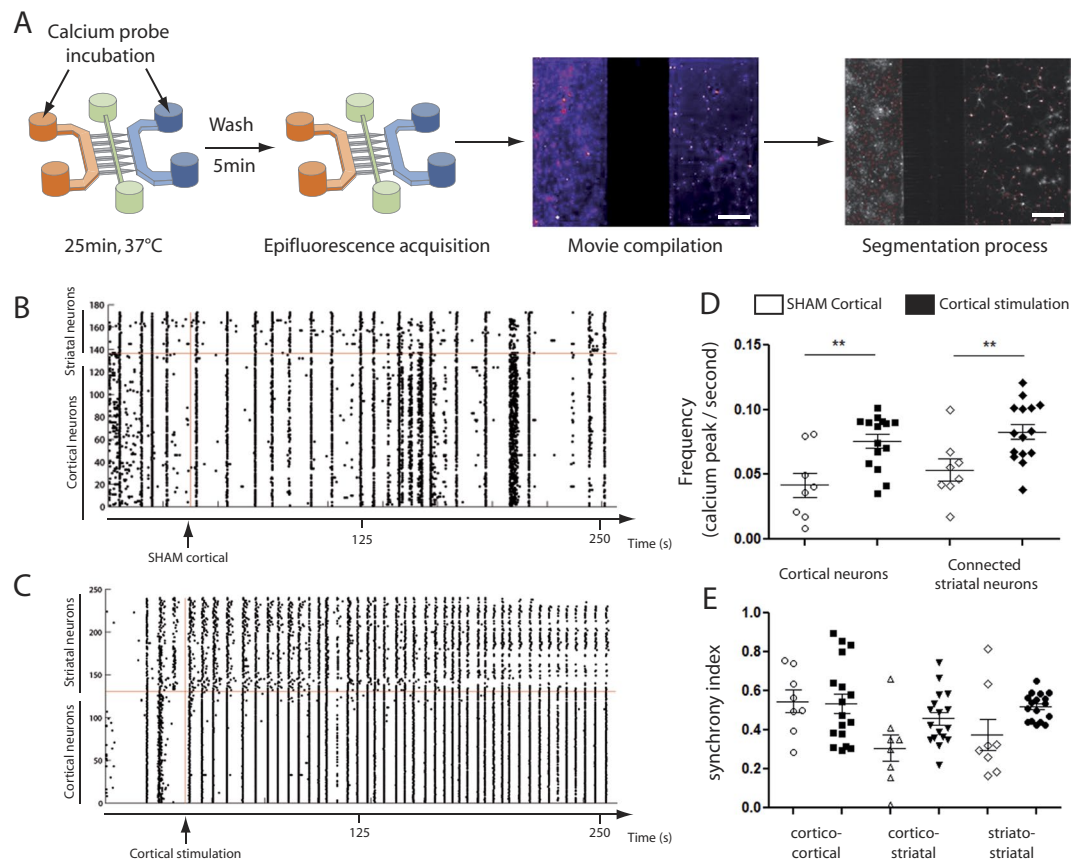 A
Calcium probe
incubation
Wash
5min
25min, 37°C
Epifluorescence acquisition
Movie compilation
Segmentation process
B
Striatal neurons
Cortical neurons
180
160
140
120
100
80
60
40
20
0
125
250
Time (s)
SHAM cortical
C
Striatal neurons
Cortical neurons
250
200
150
100
50
0
125
250
Time (s)
Cortical stimulation
D
SHAM Cortical
Cortical stimulation
Frequency
(calcium peak / second)
0.15
0.10
0.05
0.00
**
**
Cortical neurons
Connected
striatal neurons
E
synchrony index
1.0
0.8
0.6
0.4
0.2
0.0
cortico-
cortical
cortico-
striatal
striato-
striatal